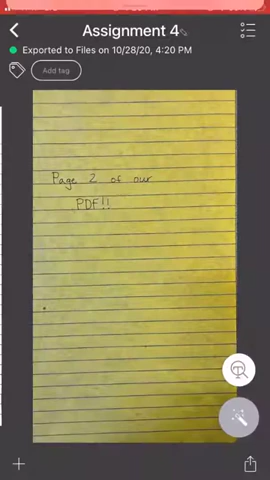 Assignment 4
Exported to Files on 10/28/20, 4:20 PM
Add tag
Page 2 of our
PDF!!